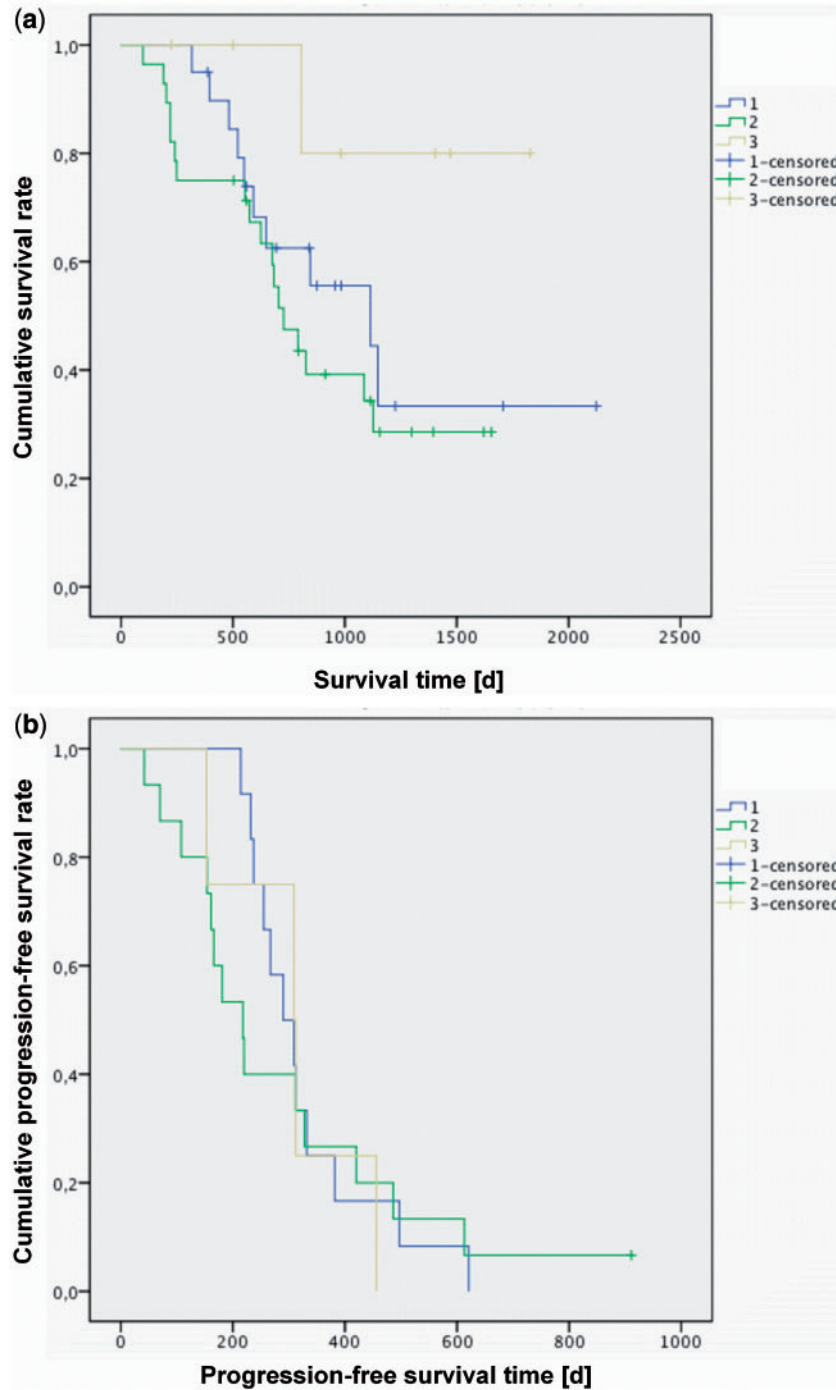 (a)
Cumulative survival rate
1,0
0,8
0,6
0,4
0,2
0,0
0 500 1000 1500 2000 2500
Survival time [d]
1
2
3
1-censored
2-censored
3-censored
(b)
Cumulative progression-free survival rate
1,0
0,8
0,6
0,4
0,2
0,0
0 200 400 600 800 1000
Progression-free survival time [d]
1
2
3
1-censored
2-censored
3-censored